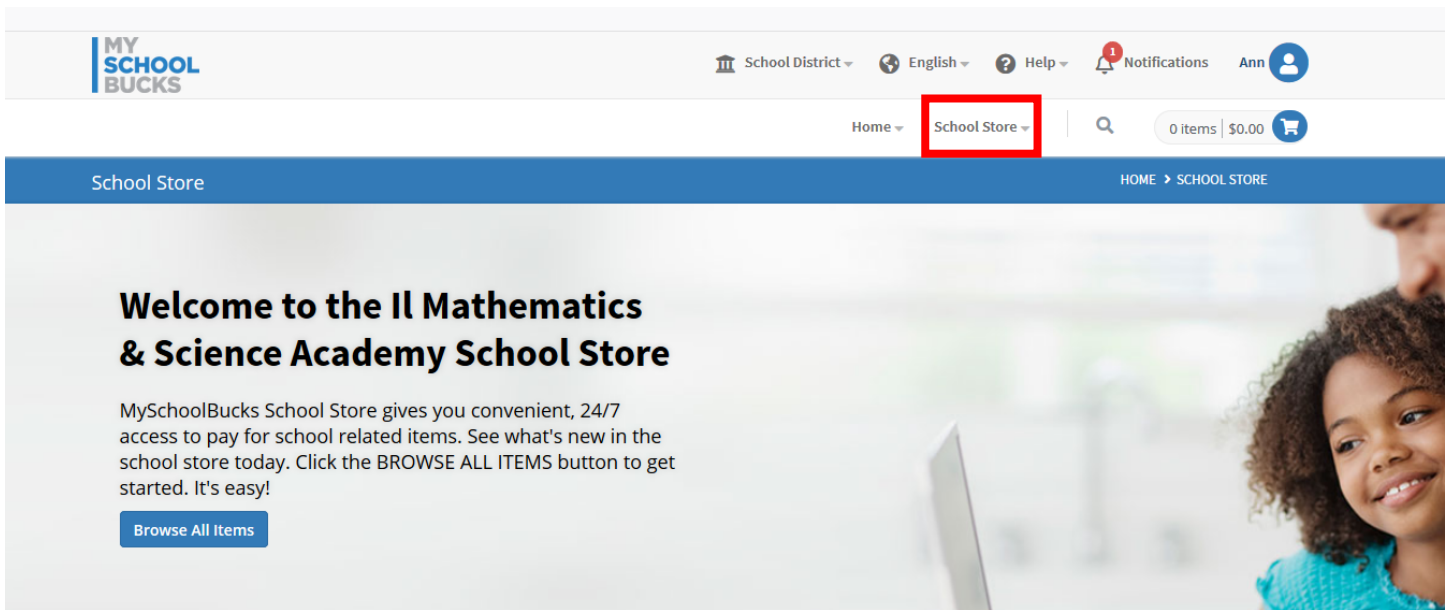 MY
SCHOOL
BUCKS
School District
English
Help
1
Notifications
Ann
Home
School Store
0 items | $0.00
School Store
HOME > SCHOOL STORE
Welcome to the Il Mathematics
& Science Academy School Store
MySchoolBucks School Store gives you convenient, 24/7
access to pay for school related items. See what's new in the
school store today. Click the BROWSE ALL ITEMS button to get
started. It's easy!
Browse All Items